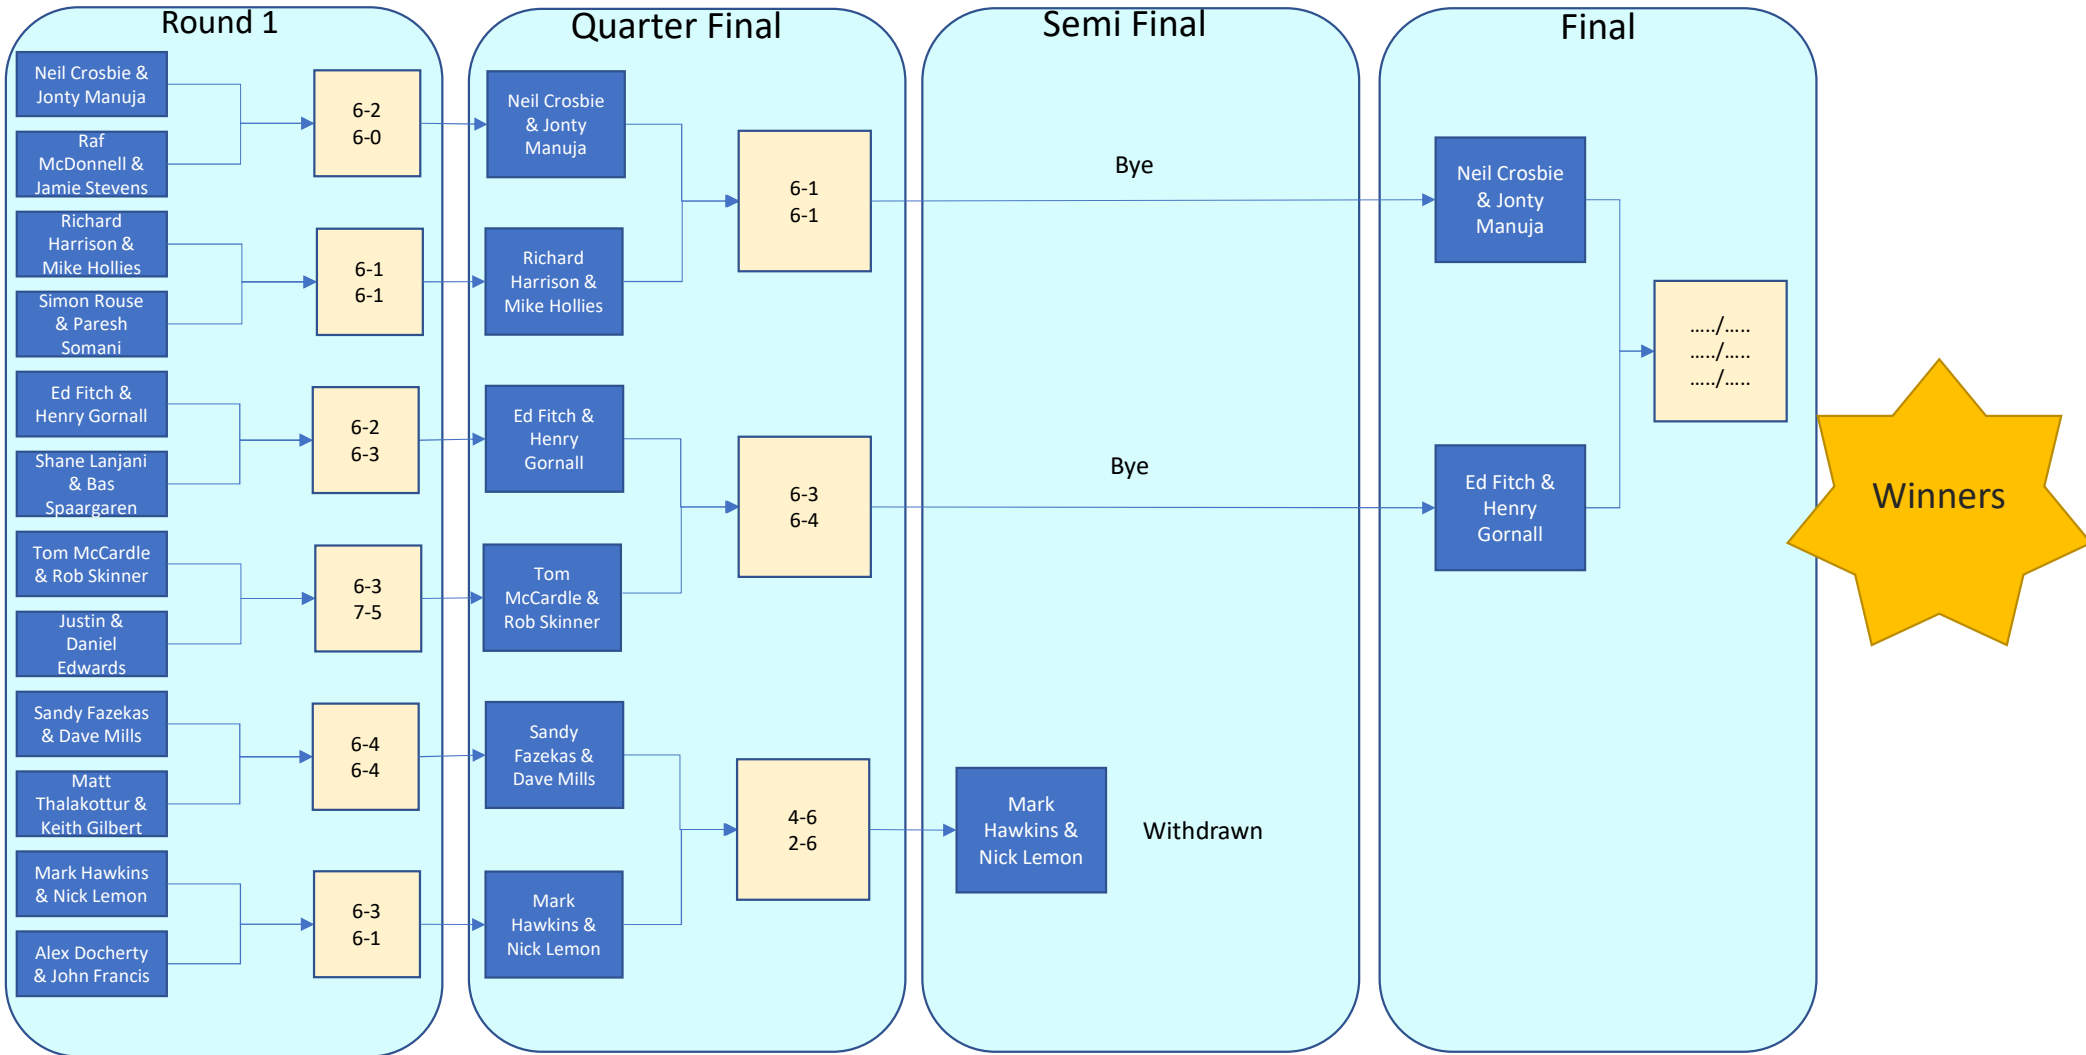 Round 1
Neil Crosbie &
Jonty Manuja
Raf
McDonnell &
Jamie Stevens
6-2
6-0
Richard
Harrison &
Mike Hollies
Simon Rouse
& Paresh
Somani
6-1
6-1
Ed Fitch &
Henry Gornall
Shane Lanjani
& Bas
Spaargaren
6-2
6-3
Tom McCardle
& Rob Skinner
Justin &
Daniel
Edwards
6-3
7-5
Sandy Fazekas
& Dave Mills
Matt
Thalakottur &
Keith Gilbert
6-4
6-4
Mark Hawkins
& Nick Lemon
Alex Docherty
& John Francis
6-3
6-1
Quarter Final
Neil Crosbie
& Jonty
Manuja
Richard
Harrison &
Mike Hollies
6-1
6-1
Ed Fitch &
Henry
Gornall
Tom
McCardle &
Rob Skinner
6-3
6-4
Sandy
Fazekas &
Dave Mills
Mark
Hawkins &
Nick Lemon
4-6
2-6
Semi Final
Bye
Bye
Mark
Hawkins &
Nick Lemon
Withdrawn
Final
Neil Crosbie
& Jonty
Manuja
Ed Fitch &
Henry
Gornall
...../.....
...../.....
...../.....
Winners